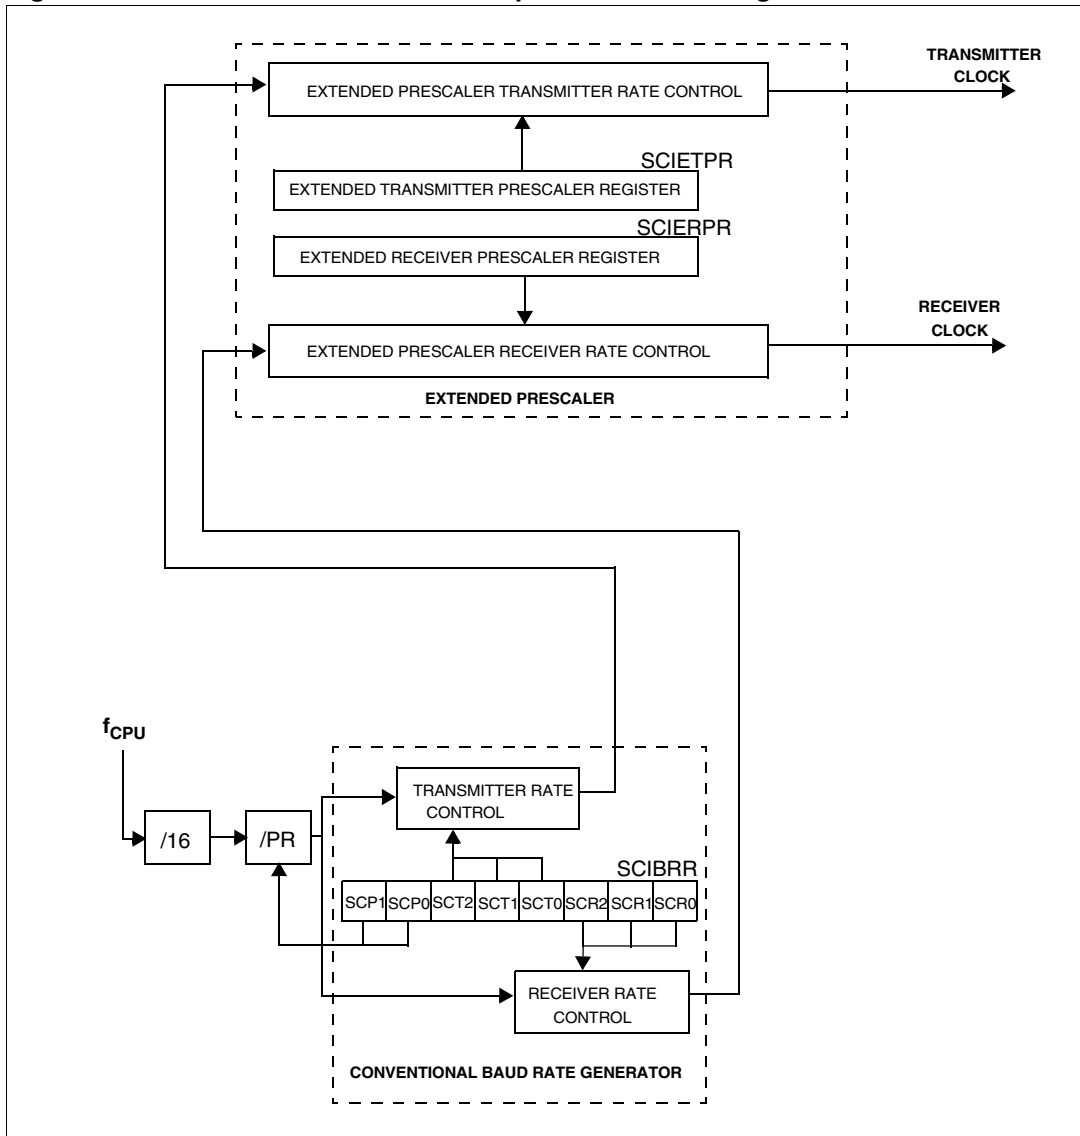 TRANSMITTER
CLOCK
EXTENDED PRESCALER TRANSMITTER RATE CONTROL
SCIETPR
EXTENDED TRANSMITTER PRESCALER REGISTER
SCIERPR
EXTENDED RECEIVER PRESCALER REGISTER
RECEIVER
CLOCK
EXTENDED PRESCALER RECEIVER RATE CONTROL
EXTENDED PRESCALER
fCPU
TRANSMITTER RATE
CONTROL
/16
/PR
SCIBRR
SCP1 SCP0 SCT2 SCT1 SCT0 SCR2 SCR1 SCR0
RECEIVER RATE
CONTROL
CONVENTIONAL BAUD RATE GENERATOR